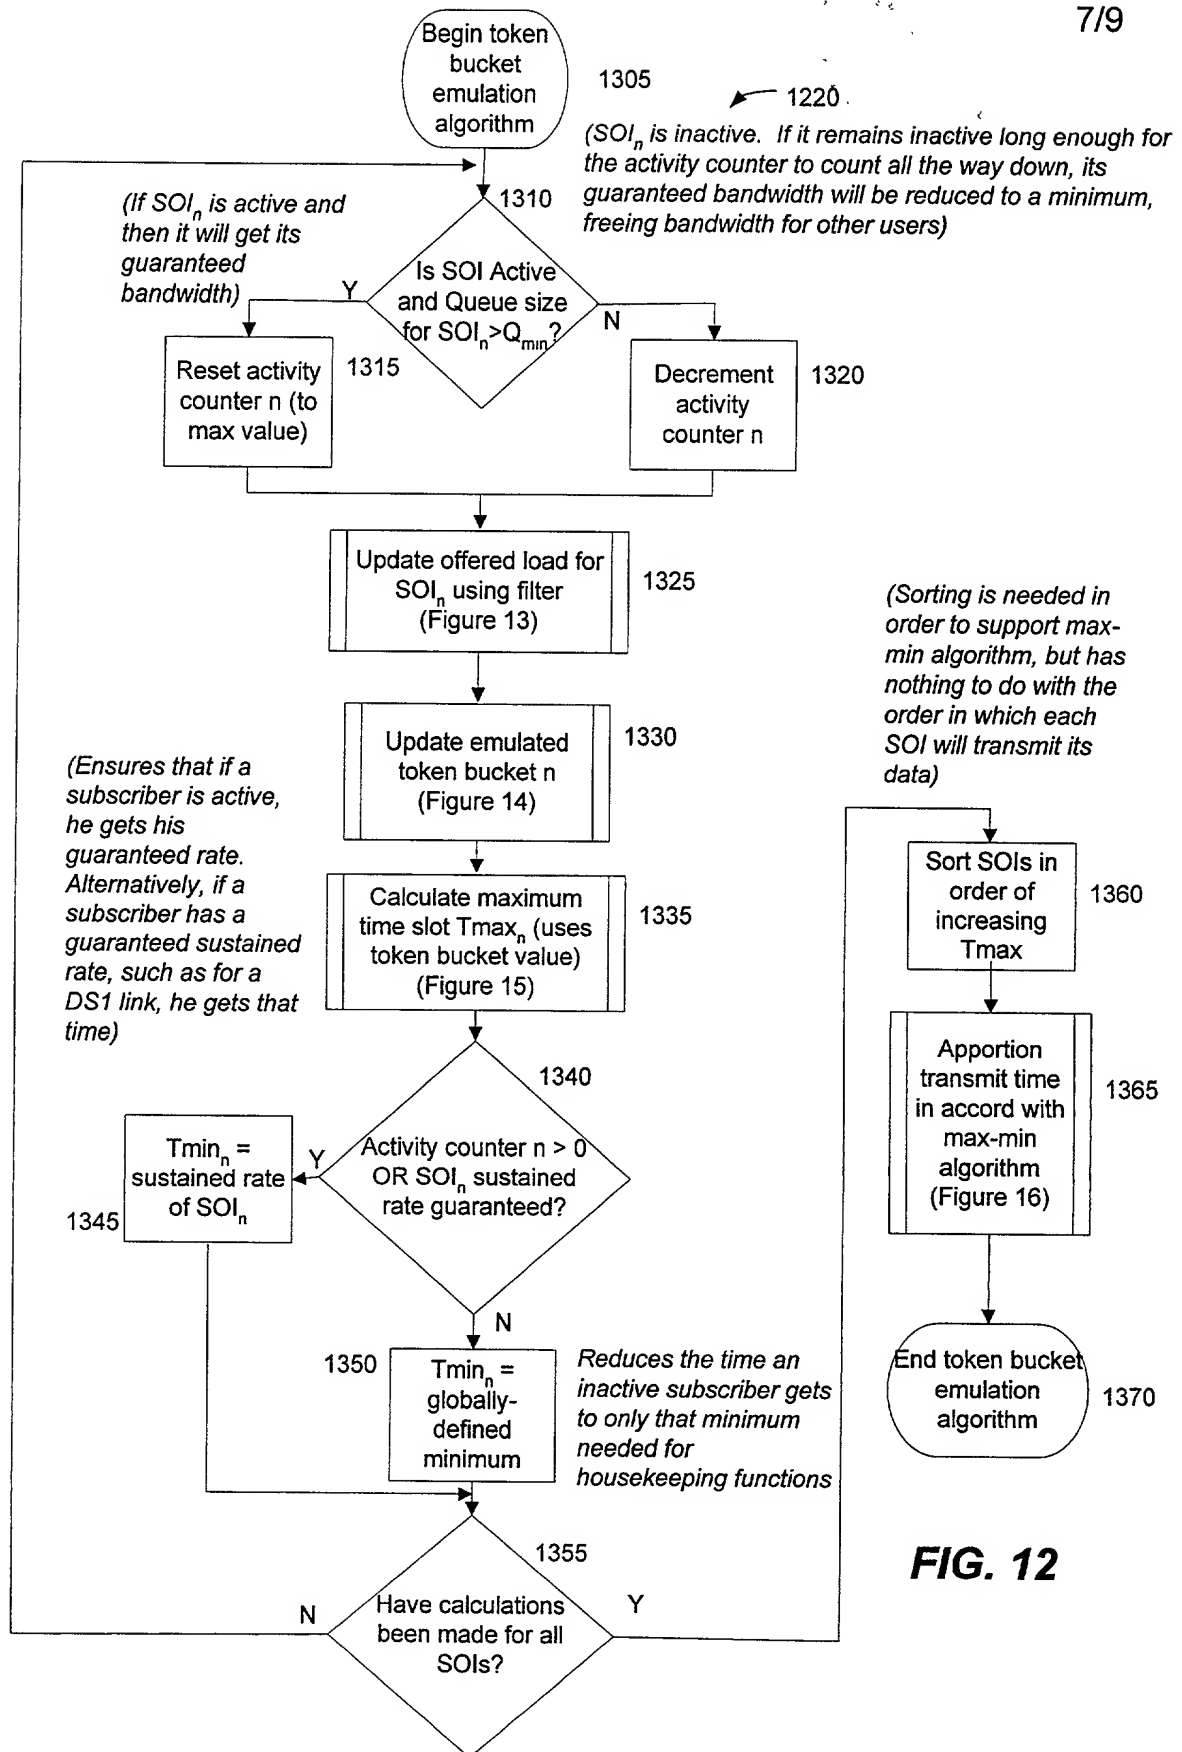 7/9
Begin token
bucket
emulation
algorithm
1305
1220
(SOIn is inactive. If it remains inactive long enough for
the activity counter to count all the way down, its
guaranteed bandwidth will be reduced to a minimum,
freeing bandwidth for other users)
(If SOIn is active and
then it will get its
guaranteed
bandwidth)
1310
Is SOI Active
and Queue size
for SOIn>Qmin?
Y
N
Reset activity
counter n (to
max value)
1315
Decrement
activity
counter n
1320
Update offered load for
SOIn using filter
(Figure 13)
1325
Update emulated
token bucket n
(Figure 14)
1330
(Ensures that if a
subscriber is active,
he gets his
guaranteed rate.
Alternatively, if a
subscriber has a
guaranteed sustained
rate, such as for a
DS1 link, he gets that
time)
Calculate maximum
time slot Tmaxn (uses
token bucket value)
(Figure 15)
1335
1340
Activity counter n > 0
OR SOIn sustained
rate guaranteed?
Y
N
Tminn =
sustained rate
of SOIn
1345
1350
Tminn =
globally-
defined
minimum
Reduces the time an
inactive subscriber gets
to only that minimum
needed for
housekeeping functions
1355
Have calculations
been made for all
SOIs?
N
Y
(Sorting is needed in
order to support max-
min algorithm, but has
nothing to do with the
order in which each
SOI will transmit its
data)
Sort SOIs in
order of
increasing
Tmax
1360
Apportion
transmit time
in accord with
max-min
algorithm
(Figure 16)
1365
End token bucket
emulation
algorithm
1370
FIG. 12